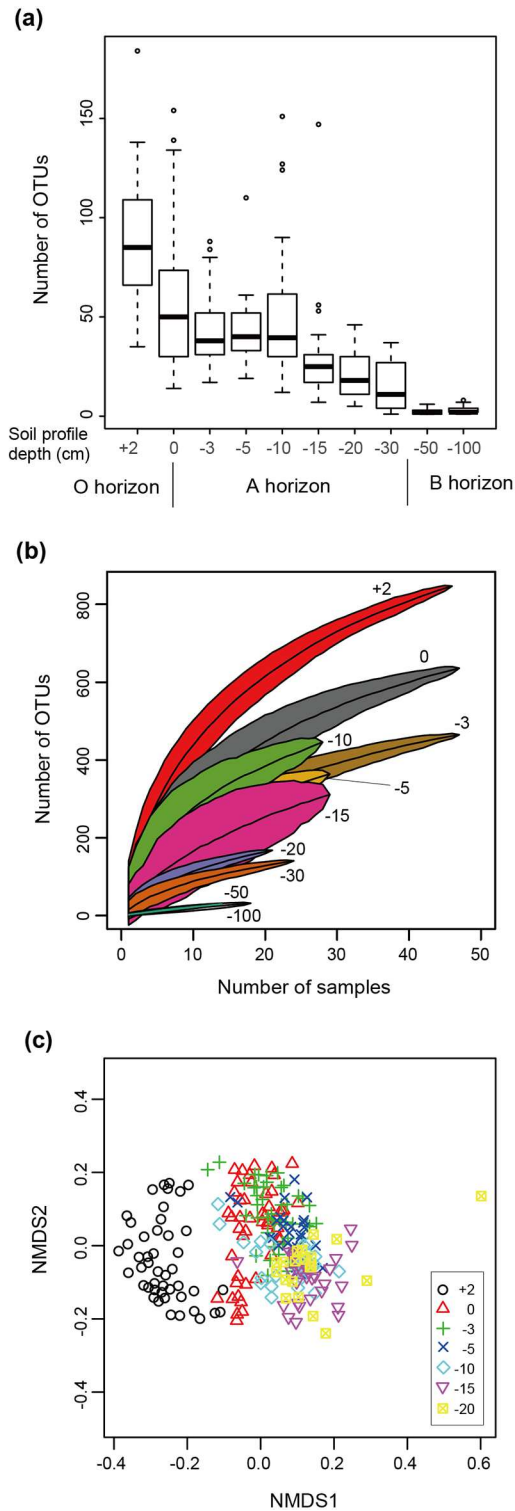 (a)
Number of OTUs
150
100
50
0
Soil profile
depth (cm)
+2 0 -3 -5 -10 -15 -20 -30 -50 -100
O horizon A horizon B horizon
(b)
Number of OTUs
800
600
400
200
0
+2
0
-3
-10
-5
-15
-20
-30
-50
-100
0 10 20 30 40 50
Number of samples
(c)
NMDS2
0.4
0.2
0.0
-0.2
-0.4
+2
0
-3
-5
-10
-15
-20
-0.4 -0.2 0.0 0.2 0.4 0.6
NMDS1